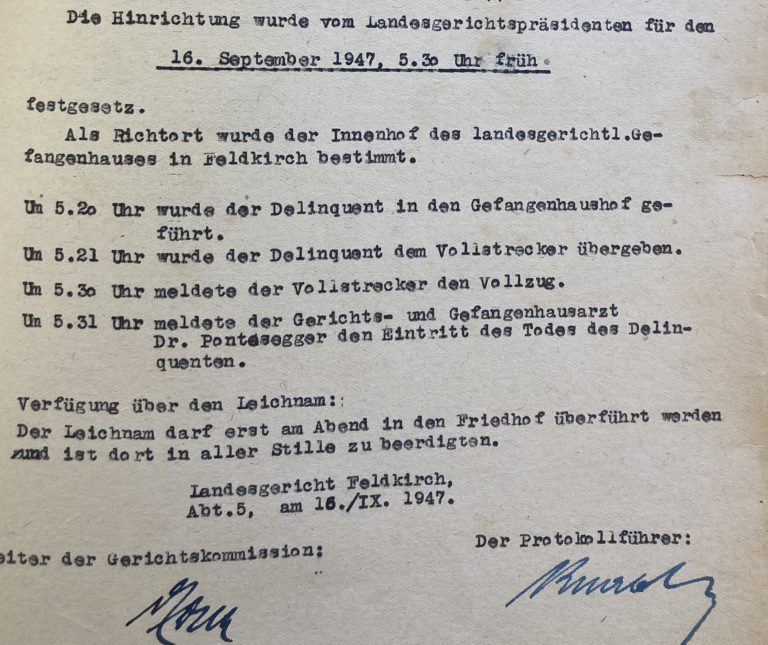 Die Hinrichtung wurde vom Landesgerichtspräsidenten für den
16. September 1947, 5.3o Uhr früh.
festgesetz.
Als Richtort wurde der Innenhof des landesgerichtl.Ge-
fangenhauses in Feldkirch bestimmt.
Um 5.2o Uhr wurde der Delinquent in den Gefangenhaushof ge-
führt.
Um 5.21 Uhr wurde der Delinquent dem Vollstrecker übergeben.
Um 5.3o Uhr meldete der Vollstrecker den Vollzug.
Um 5.31 Uhr meldete der Gerichts- und Gefangenhausarzt
Dr. Pontesegger den Eintritt des Todes des Delin-
quenten.
Verfügung über den Leichnam:
Der Leichnam darf erst am Abend in den Friedhof überführt werden
und ist dort in aller Stille zu beerdigten.
Landesgericht Feldkirch,
Abt.5, am 16./IX. 1947.
eiter der Gerichtskommission:
Der Protokollführer: